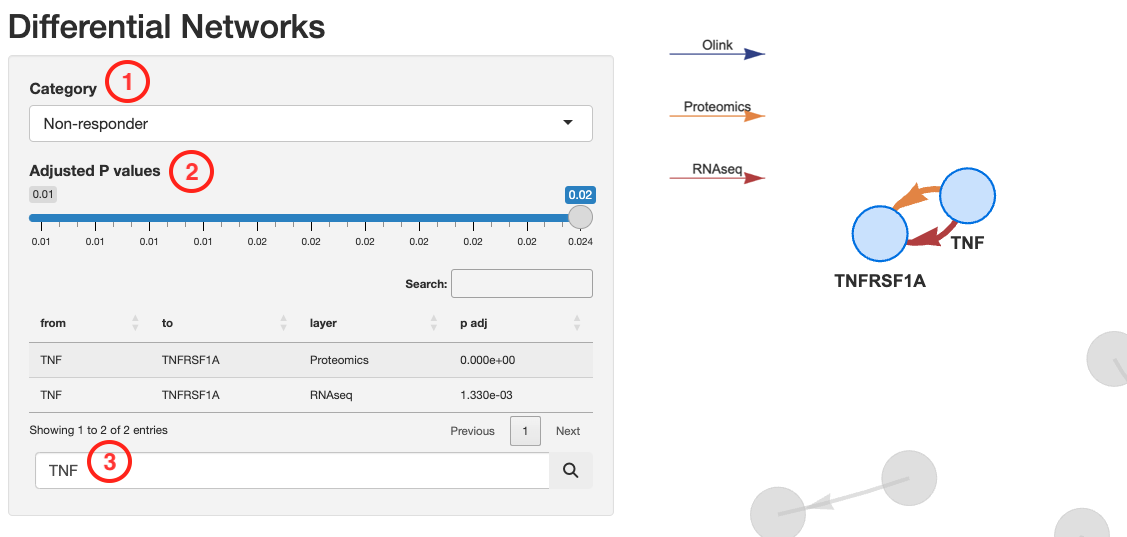 Differential Networks
Category 1
Non-responder
Adjusted P values 2
0.01 0.02
0.01 0.01 0.01 0.01 0.02 0.02 0.02 0.02 0.02 0.02 0.024
Search:
from to layer p adj
TNF TNFRSF1A Proteomics 0.000e+00
TNF TNFRSF1A RNAseq 1.330e-03
Showing 1 to 2 of 2 entries Previous 1 Next
TNF 3
Olink
Proteomics
RNAseq
TNF
TNFRSF1A